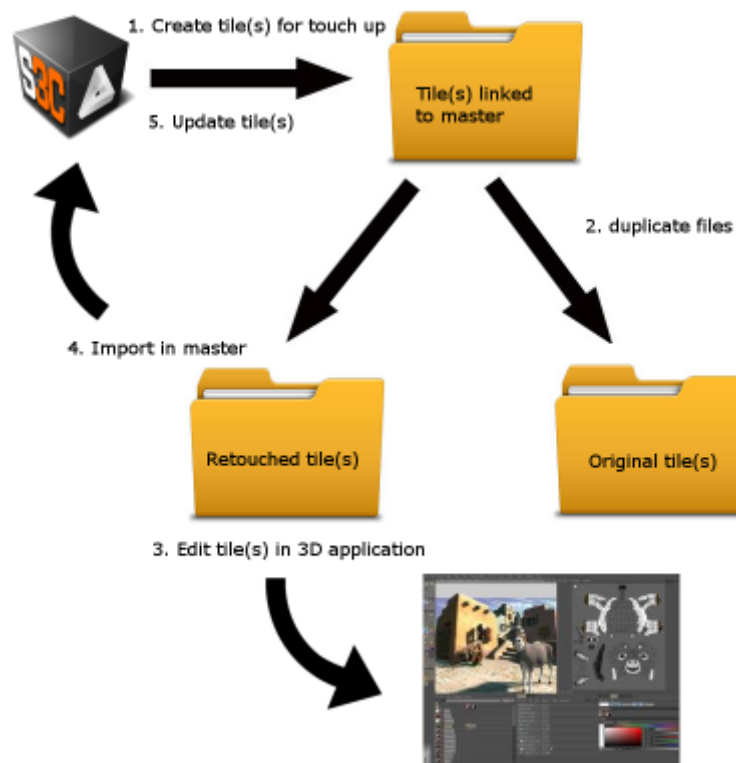 1. Create tile(s) for touch up
S3C
5. Update tile(s)
Tile(s) linked
to master
2. duplicate files
4. Import in master
Retouched tile(s)
Original tile(s)
3. Edit tile(s) in 3D application